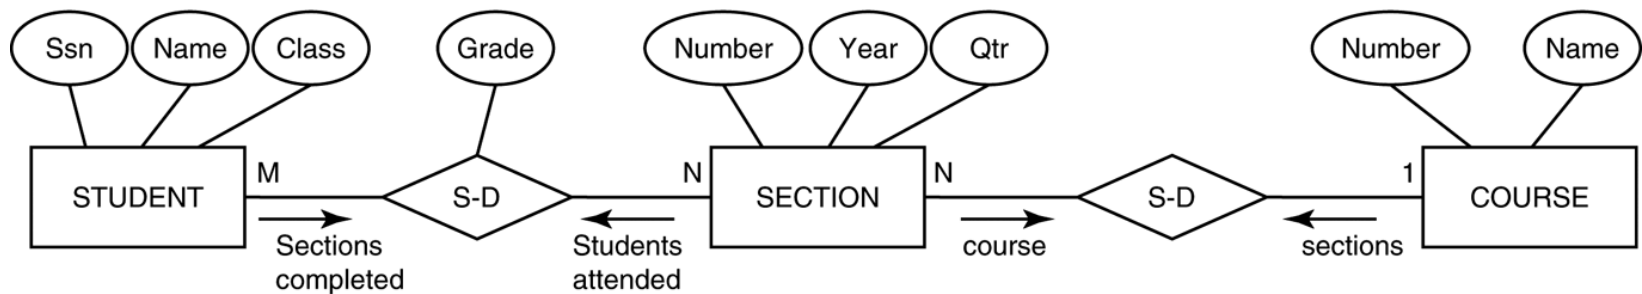 Ssn Name Class Grade Number Year Qtr Number Name
STUDENT M S-D N SECTION N S-D 1 COURSE
Sections completed
Students attended
course
sections